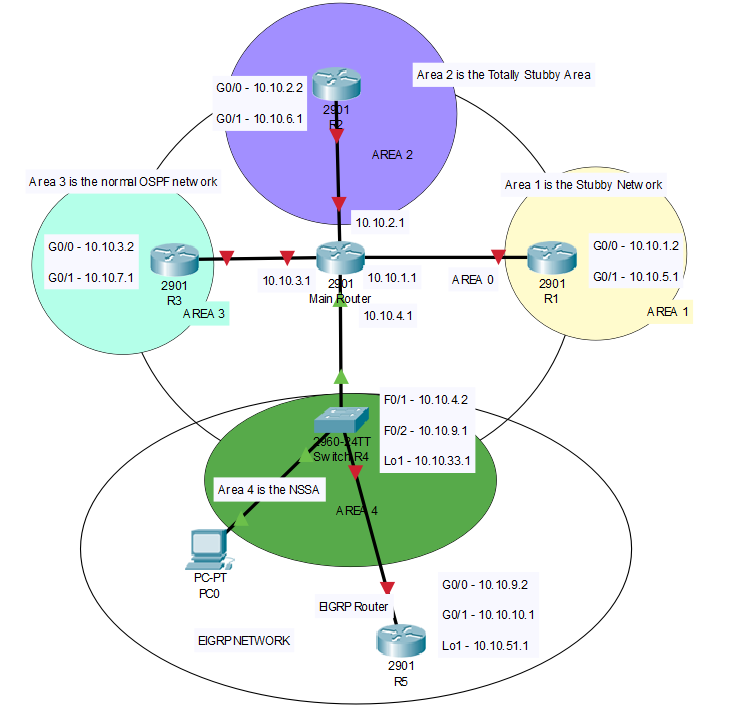 Area 2 is the Totally Stubby Area
G0/0 - 10.10.2.2
G0/1 - 10.10.6.1
2901
R2
AREA 2
10.10.2.1
Area 3 is the normal OSPF network
G0/0 - 10.10.3.2
G0/1 - 10.10.7.1
2901
R3
AREA 3
10.10.3.1
2901
Main Router
10.10.1.1
10.10.4.1
AREA 0
Area 1 is the Stubby Network
G0/0 - 10.10.1.2
G0/1 - 10.10.5.1
2901
R1
AREA 1
F0/1 - 10.10.4.2
F0/2 - 10.10.9.1
Lo1 - 10.10.33.1
2960-24TT
Switch R4
Area 4 is the NSSA
AREA 4
PC-PT
PC0
EIGRP Router
G0/0 - 10.10.9.2
G0/1 - 10.10.10.1
Lo1 - 10.10.51.1
EIGRP NETWORK
2901
R5